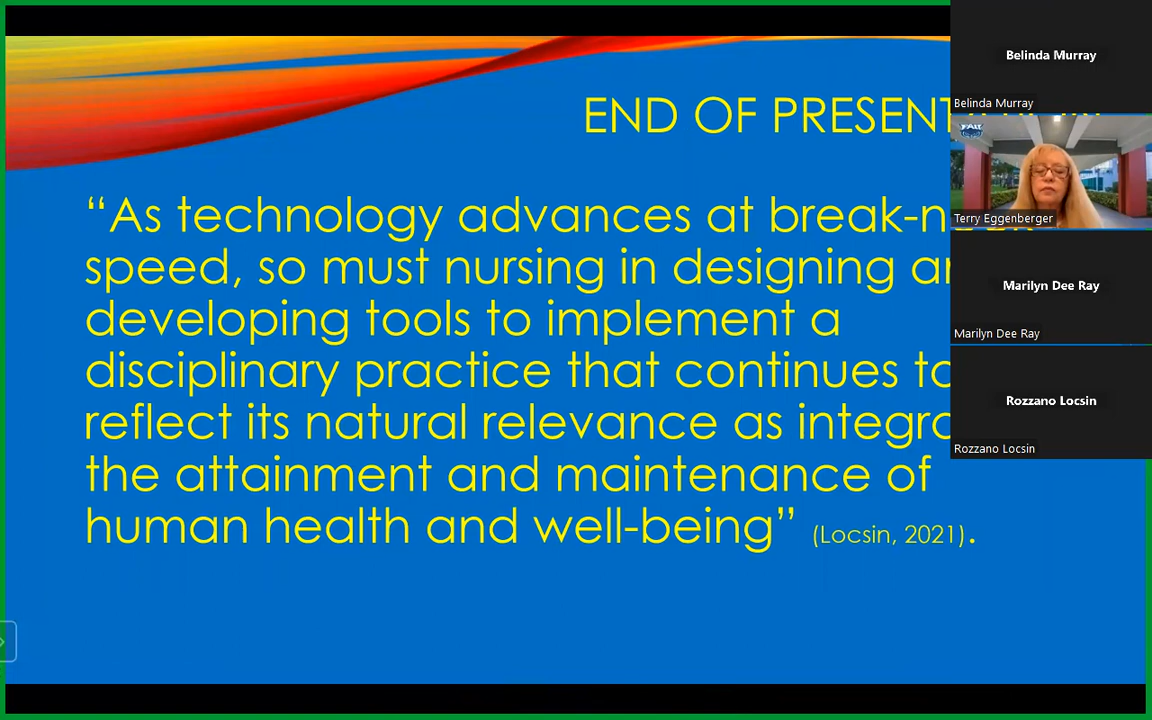 END OF PRESENT
“As technology advances at break-n
speed, so must nursing in designing
developing tools to implement a
disciplinary practice that continues to
reflect its natural relevance as integra
the attainment and maintenance of
human health and well-being” (Locsin, 2021).
Belinda Murray
Belinda Murray
FAU
Terry Eggenberger
Marilyn Dee Ray
Marilyn Dee Ray
Rozzano Locsin
Rozzano Locsin